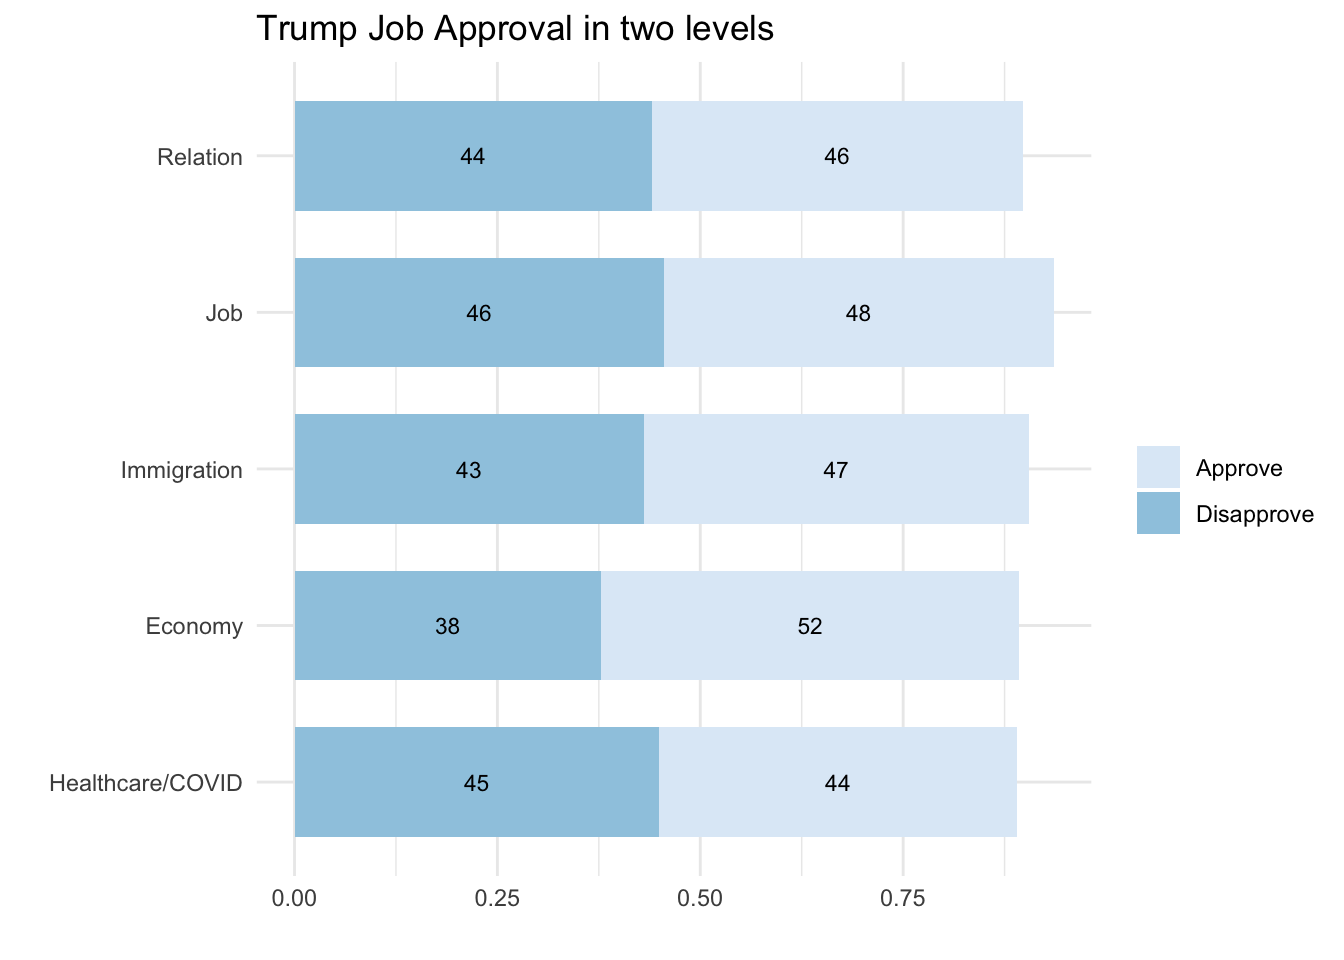 Trump Job Approval in two levels
Relation 44 46
Job 46 48
Immigration 43 47
Economy 38 52
Healthcare/COVID 45 44
0.00 0.25 0.50 0.75
Approve
Disapprove